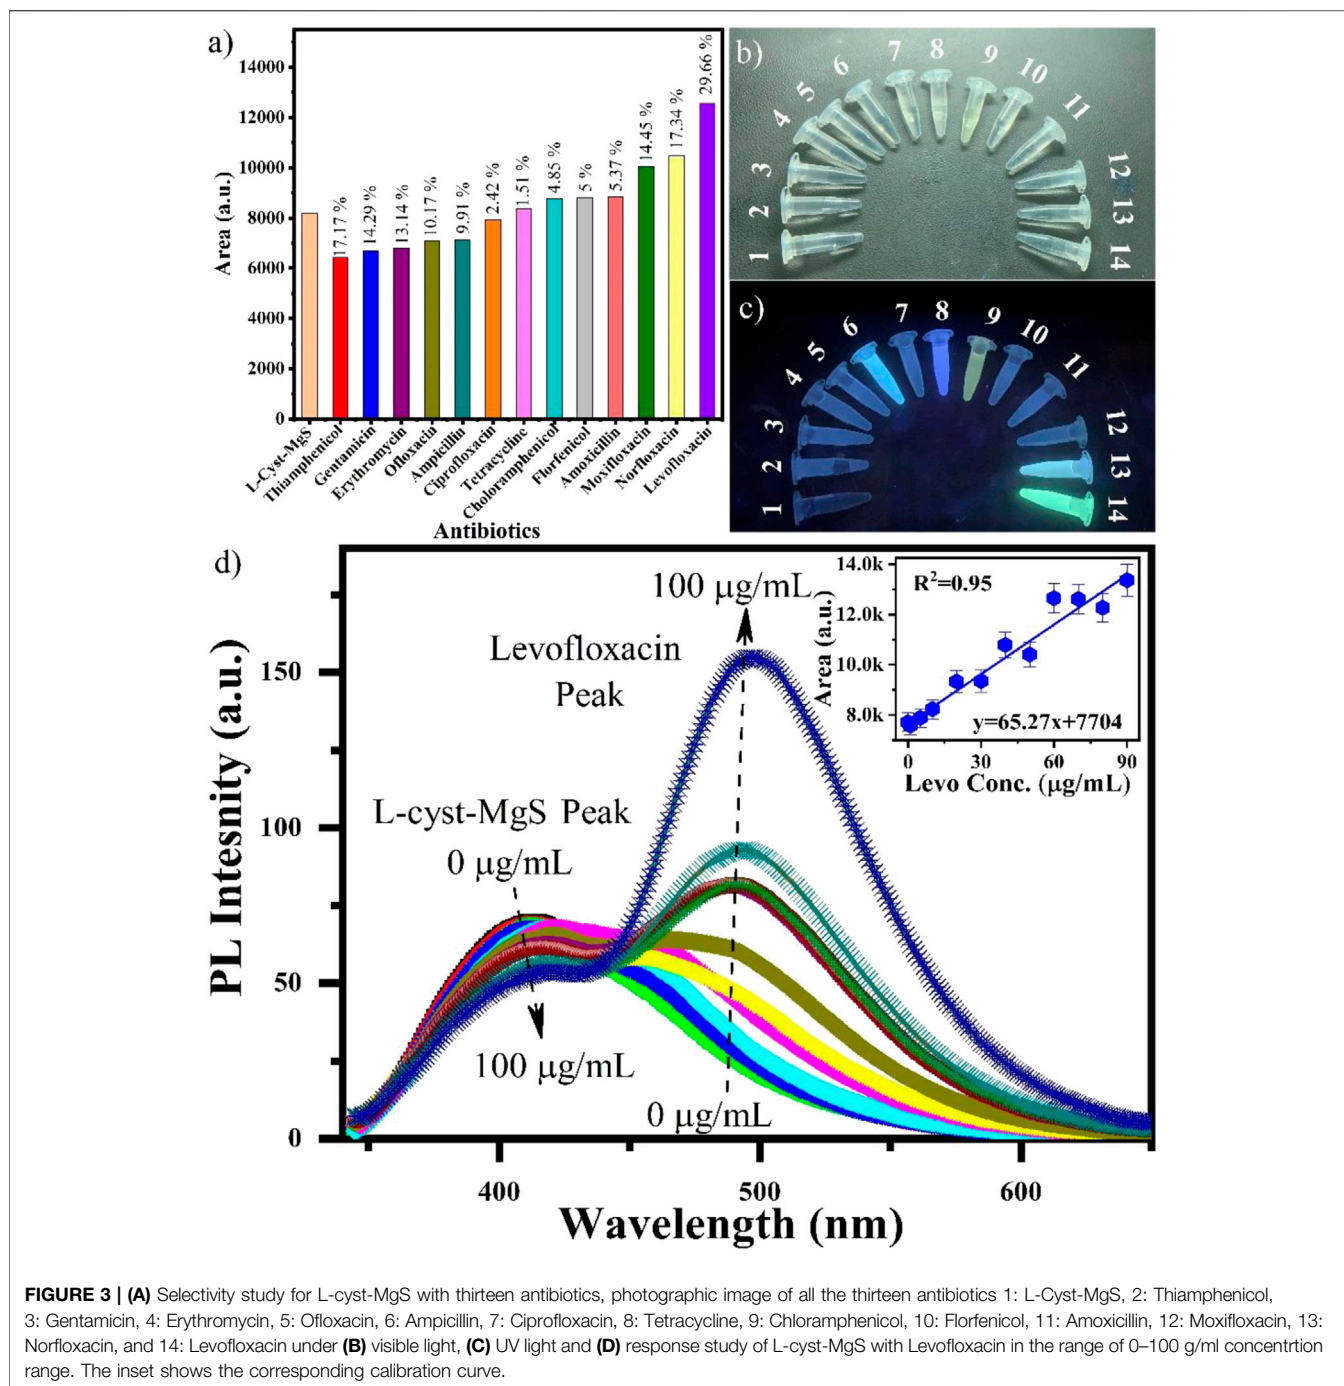 a)
14000
12000
10000
8000
6000
4000
2000
0
Area (a.u.)
17.17 %
14.29 %
13.14 %
10.17 %
9.91 %
2.42 %
1.51 %
4.85 %
5 %
5.37 %
14.45 %
17.34 %
29.66 %
L-Cyst-MgS
Thiamphenicol
Gentamicin
Erythromycin
Ofloxacin
Ampicillin
Ciprofloxacin
Tetracycline
Choloramphenicol
Florfenicol
Amoxicillin
Moxifloxacin
Norfloxacin
Levofloxacin
Antibiotics
b)
1
2
3
4
5
6
7
8
9
10
11
12
13
14
c)
1
2
3
4
5
6
7
8
9
10
11
12
13
14
d)
PL Intesnity (a.u.)
150
100
50
0
400
500
600
Wavelength (nm)
100 μg/mL
Levofloxacin
Peak
L-cyst-MgS Peak
0 μg/mL
100 μg/mL
0 μg/mL
Area (a.u.)
14.0k
12.0k
10.0k
8.0k
R²=0.95
y=65.27x+7704
0
30
60
90
Levo Conc. (μg/mL)
FIGURE 3 | (A) Selectivity study for L-cyst-MgS with thirteen antibiotics, photographic image of all the thirteen antibiotics 1: L-Cyst-MgS, 2: Thiamphenicol,
3: Gentamicin, 4: Erythromycin, 5: Ofloxacin, 6: Ampicillin, 7: Ciprofloxacin, 8: Tetracycline, 9: Chloramphenicol, 10: Florfenicol, 11: Amoxicillin, 12: Moxifloxacin, 13:
Norfloxacin, and 14: Levofloxacin under (B) visible light, (C) UV light and (D) response study of L-cyst-MgS with Levofloxacin in the range of 0–100 g/ml concentrtion
range. The inset shows the corresponding calibration curve.